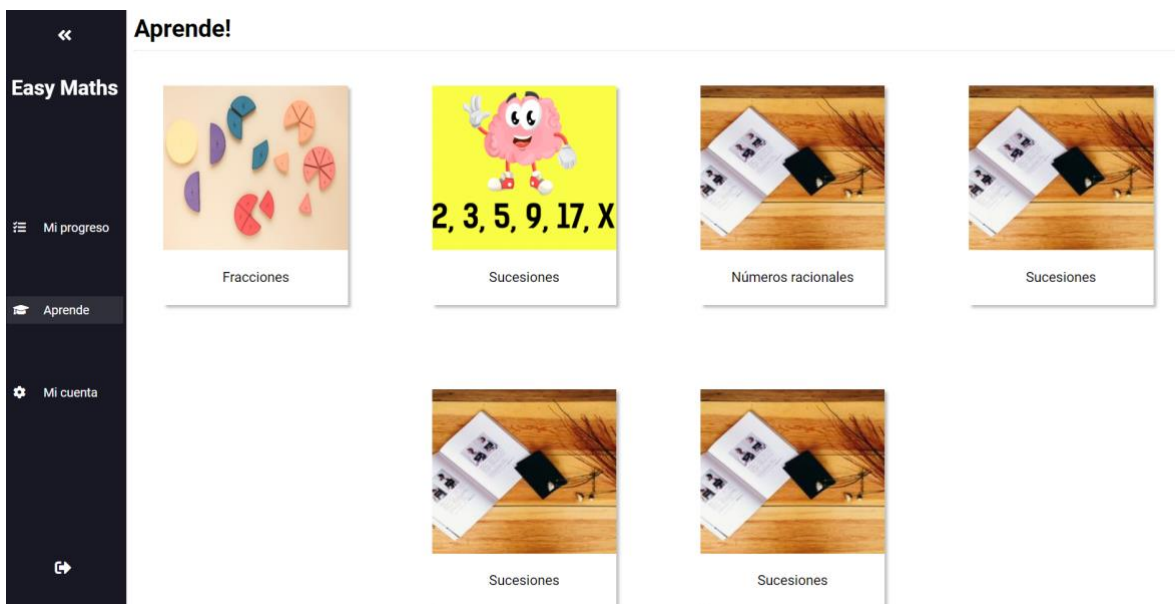 Aprende!
Easy Maths
Mi progreso
Aprende
Mi cuenta
2, 3, 5, 9, 17, X
Fracciones
Sucesiones
Números racionales
Sucesiones
Sucesiones
Sucesiones